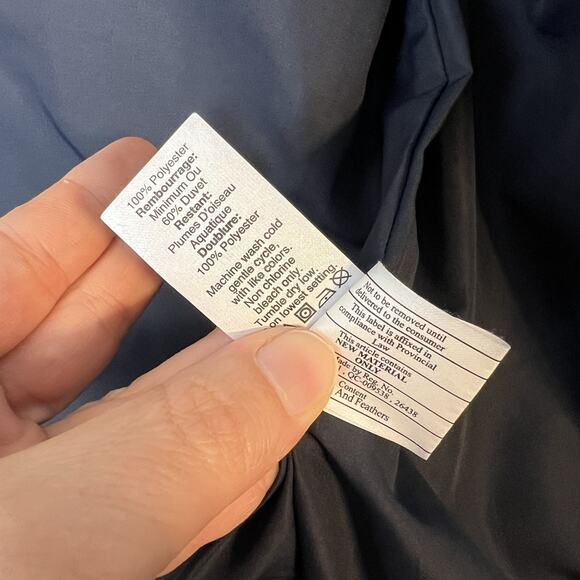 100% Polyester
Rembourrage:
Minimum Ou
60% Duvet
Restant:
Plumes D'oiseau
Aquatique
Doublure:
100% Polyester
Machine wash cold
gentle cycle,
with like colors.
Non chlorine
bleach only.
Tumble dry low.
on lowest setting.
Not to be removed until
delivered to the consumer
This label is affixed in
compliance with Provincial
Law
This article contains
NEW MATERIAL
ONLY
Made by Reg. No.
QC-009538 , 26438
Content
And Feathers